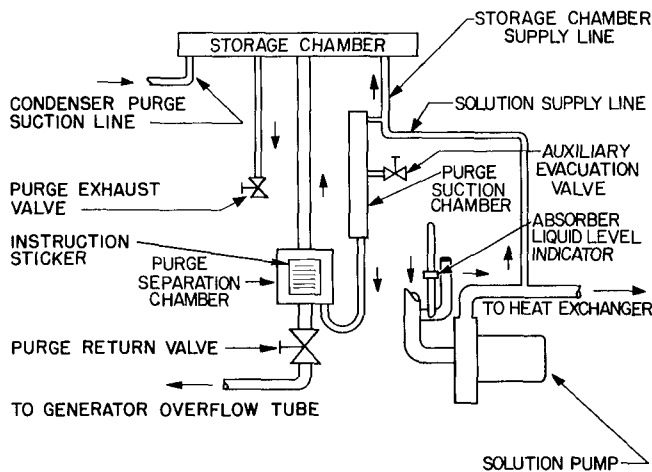 STORAGE CHAMBER
SUPPLY LINE
STORAGE CHAMBER
CONDENSER PURGE
SUCTION LINE
SOLUTION SUPPLY LINE
AUXILIARY
EVACUATION
VALVE
PURGE
SUCTION
CHAMBER
PURGE EXHAUST
VALVE
ABSORBER
LIQUID LEVEL
INDICATOR
INSTRUCTION
STICKER
PURGE
SEPARATION
CHAMBER
TO HEAT EXCHANGER
PURGE RETURN VALVE
TO GENERATOR OVERFLOW TUBE
SOLUTION PUMP